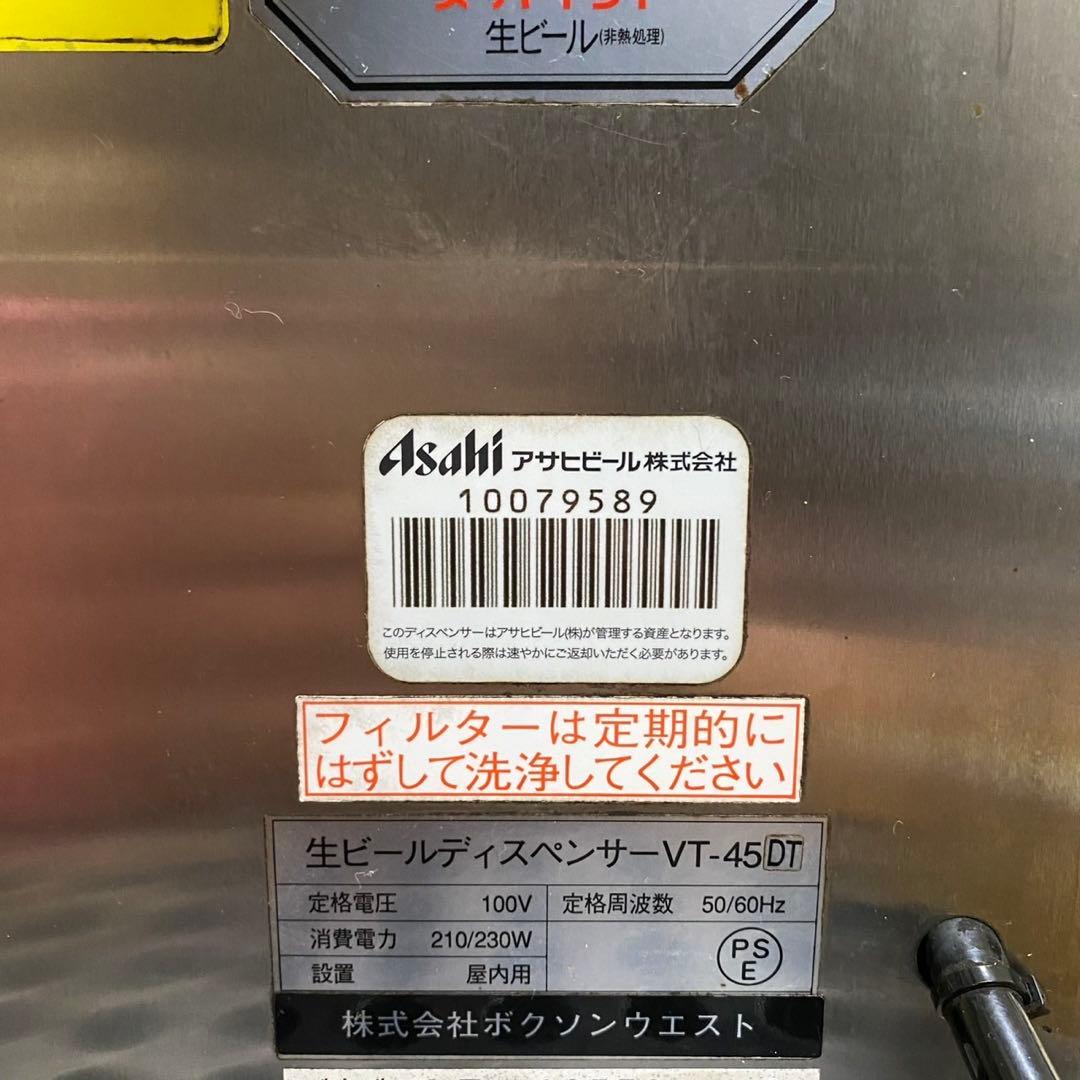 生ビール(非熱処理)
Asahi アサヒビール株式会社
10079589
このディスペンサーはアサヒビール(株)が管理する資産となります。
使用を停止される際は速やかにご返却いただく必要があります。
フィルターは定期的に
はずして洗浄してください
生ビールディスペンサーVT-45DT
定格電圧 100V 定格周波数 50/60Hz
消費電力 210/230W
PS
E
設置 屋内用
株式会社ボクソンウエスト